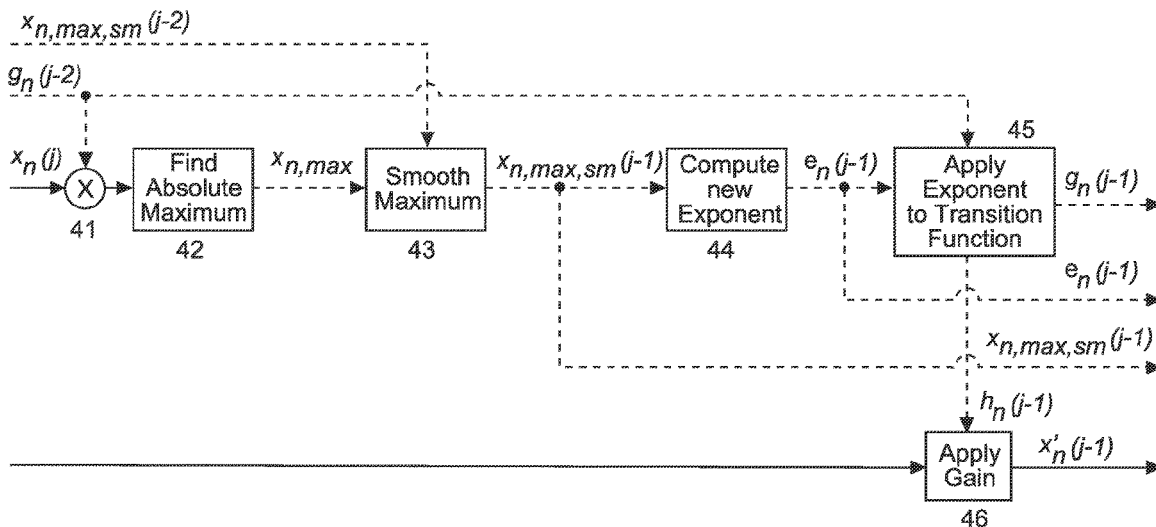 x_{n,max,sm}(j-2)
g_n(j-2)
45
x_n(j)
X
41
Find
Absolute
Maximum
42
x_{n,max}
Smooth
Maximum
43
x_{n,max,sm}(j-1)
Compute
new
Exponent
44
e_n(j-1)
Apply
Exponent
to Transition
Function
g_n(j-1)
e_n(j-1)
x_{n,max,sm}(j-1)
h_n(j-1)
Apply
Gain
46
x'_n(j-1)